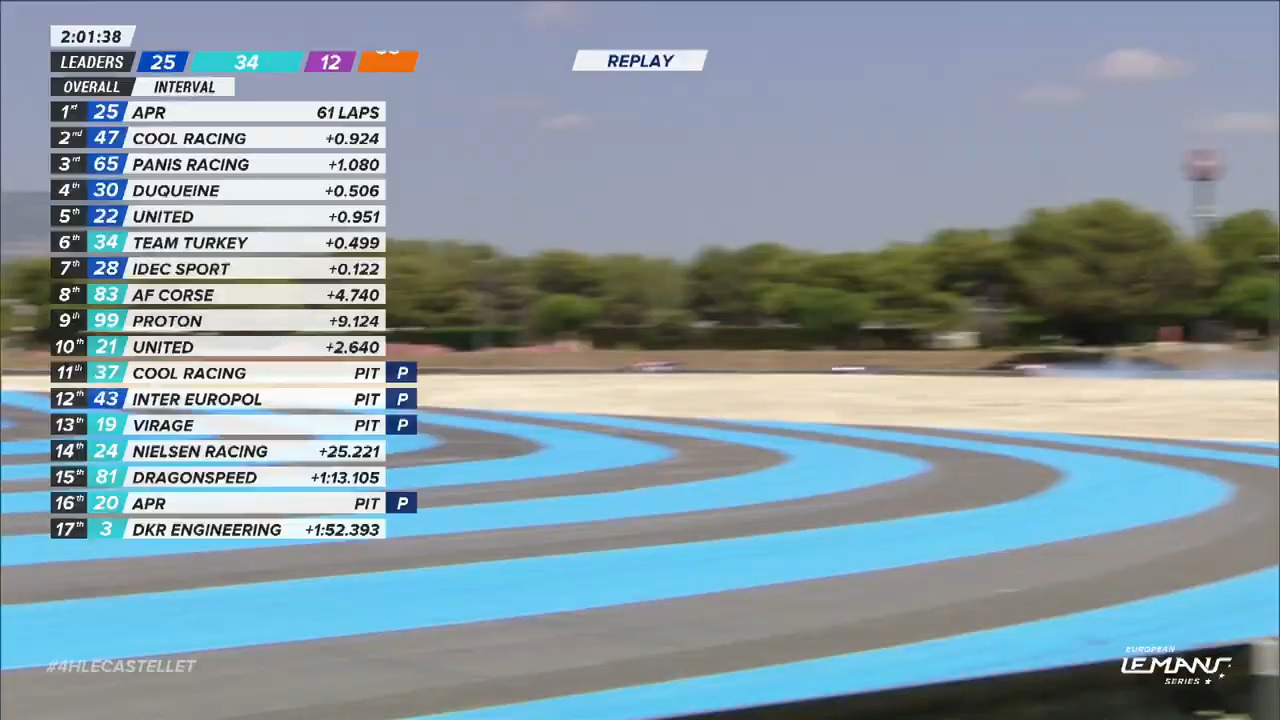 2:01:38
LEADERS 25 34 12
REPLAY
OVERALL INTERVAL
1st 25 APR 61 LAPS
2nd 47 COOL RACING +0.924
3rd 65 PANIS RACING +1.080
4th 30 DUQUEINE +0.506
5th 22 UNITED +0.951
6th 34 TEAM TURKEY +0.499
7th 28 IDEC SPORT +0.122
8th 83 AF CORSE +4.740
9th 99 PROTON +9.124
10th 21 UNITED +2.640
11th 37 COOL RACING PIT P
12th 43 INTER EUROPOL PIT P
13th 19 VIRAGE PIT P
14th 24 NIELSEN RACING +25.221
15th 81 DRAGONSPEED +1:13.105
16th 20 APR PIT P
17th 3 DKR ENGINEERING +1:52.393
#4HLECASTELLET
EUROPEAN
LEMANS
SERIES